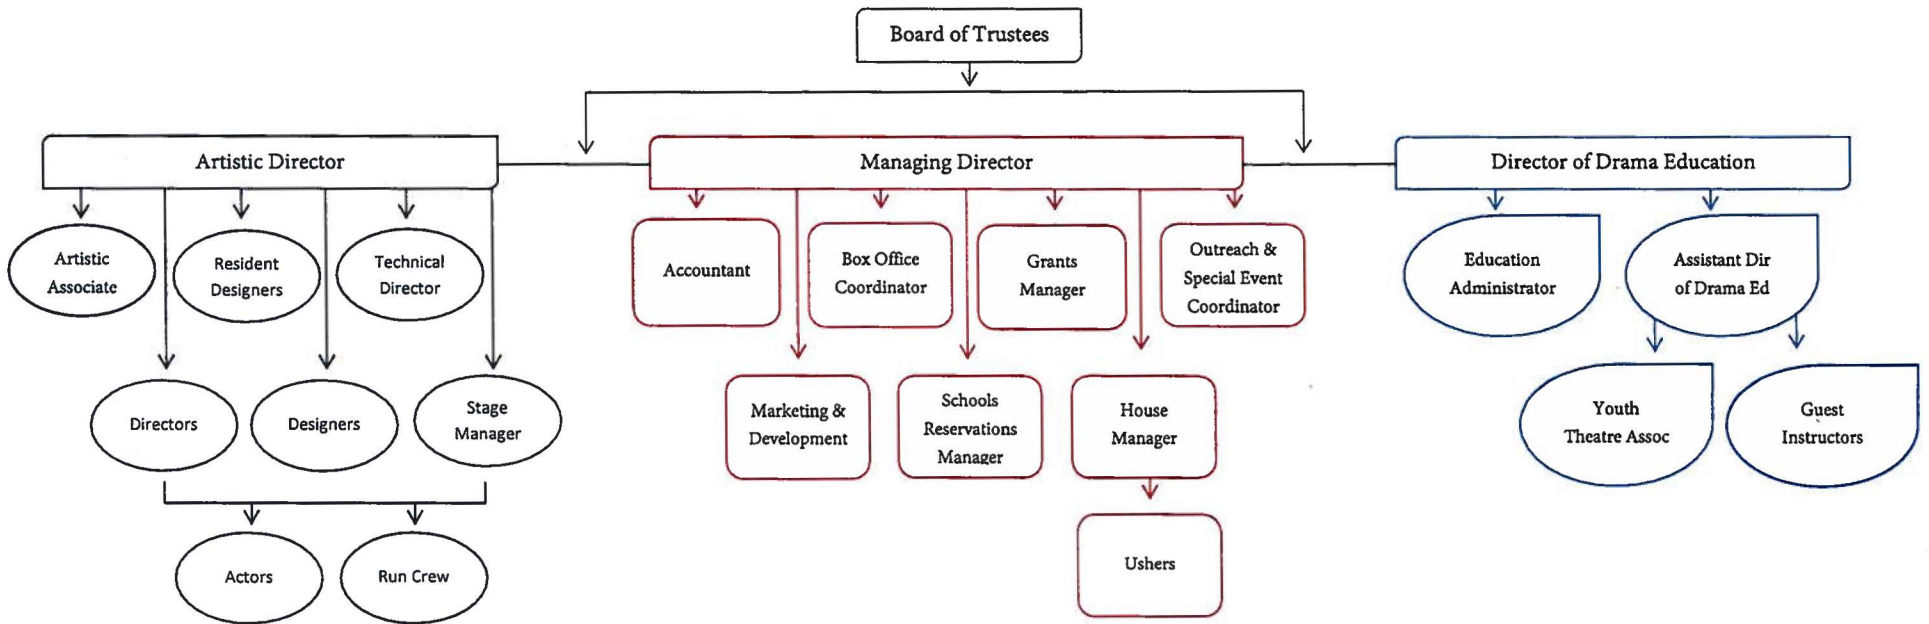 Board of Trustees
Artistic Director
Managing Director
Director of Drama Education
Artistic
Associate
Resident
Designers
Technical
Director
Accountant
Box Office
Coordinator
Grants
Manager
Outreach &
Special Event
Coordinator
Education
Administrator
Assistant Dir
of Drama Ed
Directors
Designers
Stage
Manager
Marketing &
Development
Schools
Reservations
Manager
House
Manager
Youth
Theatre Assoc
Guest
Instructors
Actors
Run Crew
Ushers